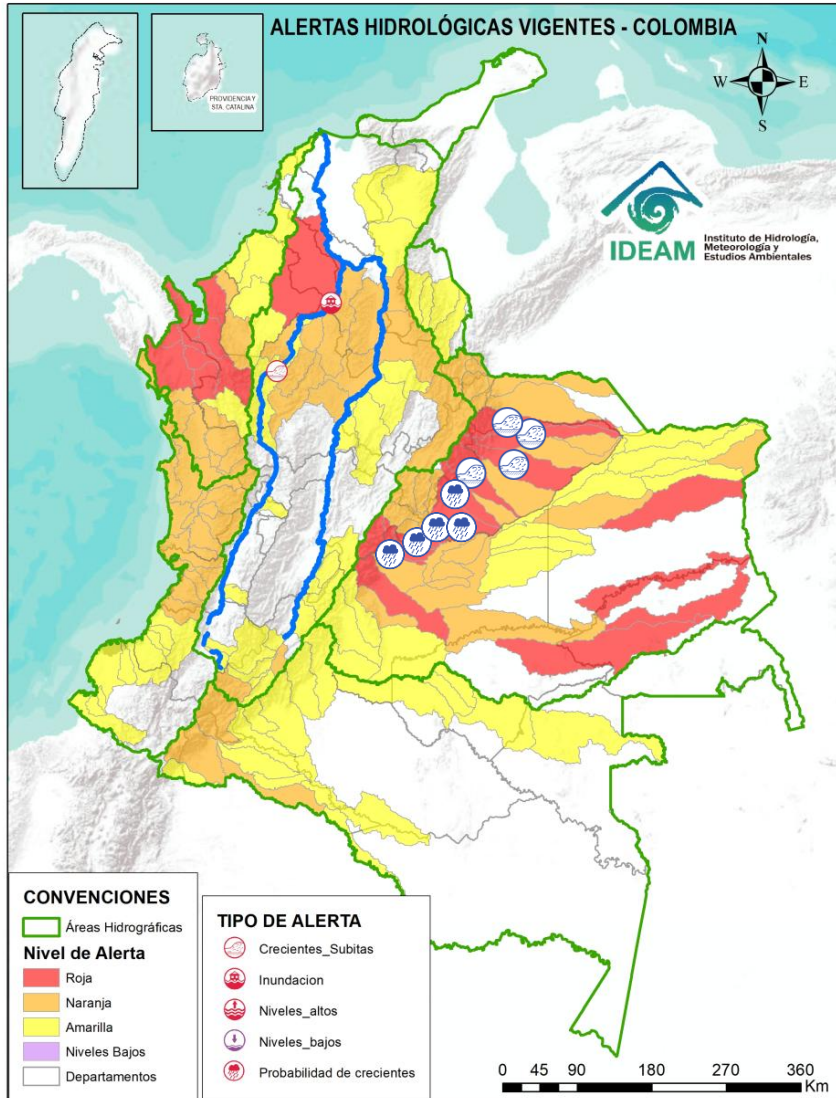 ALERTAS HIDROLÓGICAS VIGENTES - COLOMBIA
PROVIDENCIA Y
STA. CATALINA
N
W
E
S
IDEAM
Instituto de Hidrología,
Meteorología y
Estudios Ambientales
CONVENCIONES
Áreas Hidrográficas
Nivel de Alerta
Roja
Naranja
Amarilla
Niveles Bajos
Departamentos
TIPO DE ALERTA
Crecientes_Subitas
Inundacion
Niveles_altos
Niveles_bajos
Probabilidad de crecientes
0 45 90 180 270 360
Km